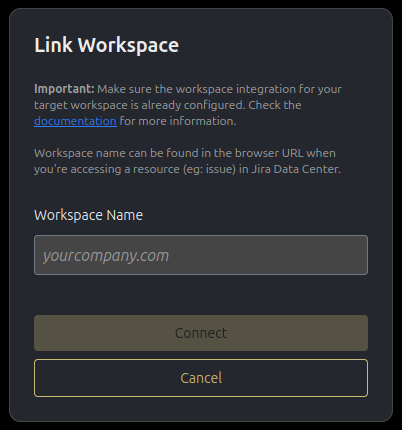 Link Workspace
Important: Make sure the workspace integration for your
target workspace is already configured. Check the
documentation for more information.
Workspace name can be found in the browser URL when
you're accessing a resource (eg: issue) in Jira Data Center.
Workspace Name
yourcompany.com
Connect
Cancel